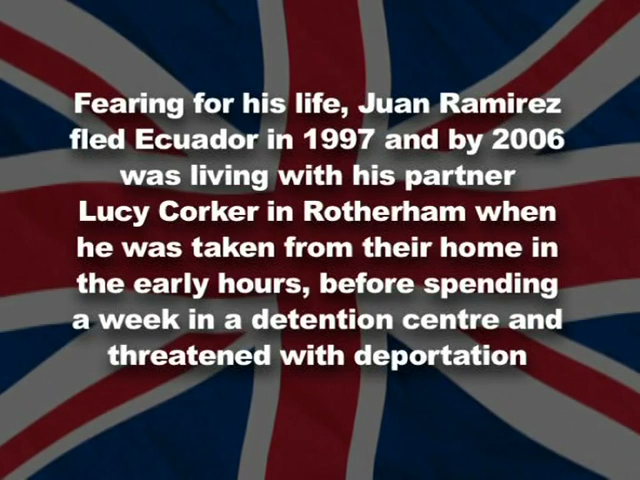 Fearing for his life, Juan Ramirez
fled Ecuador in 1997 and by 2006
was living with his partner
Lucy Corker in Rotherham when
he was taken from their home in
the early hours, before spending
a week in a detention centre and
threatened with deportation